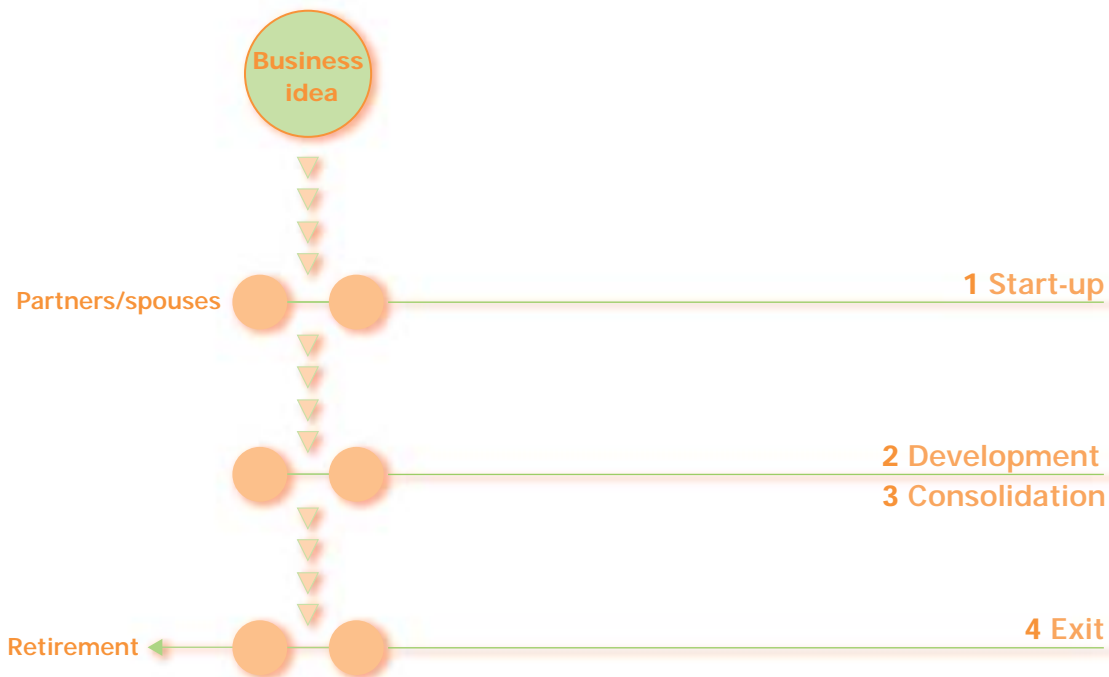 Business
idea
Partners/spouses
1 Start-up
2 Development
3 Consolidation
Retirement
4 Exit